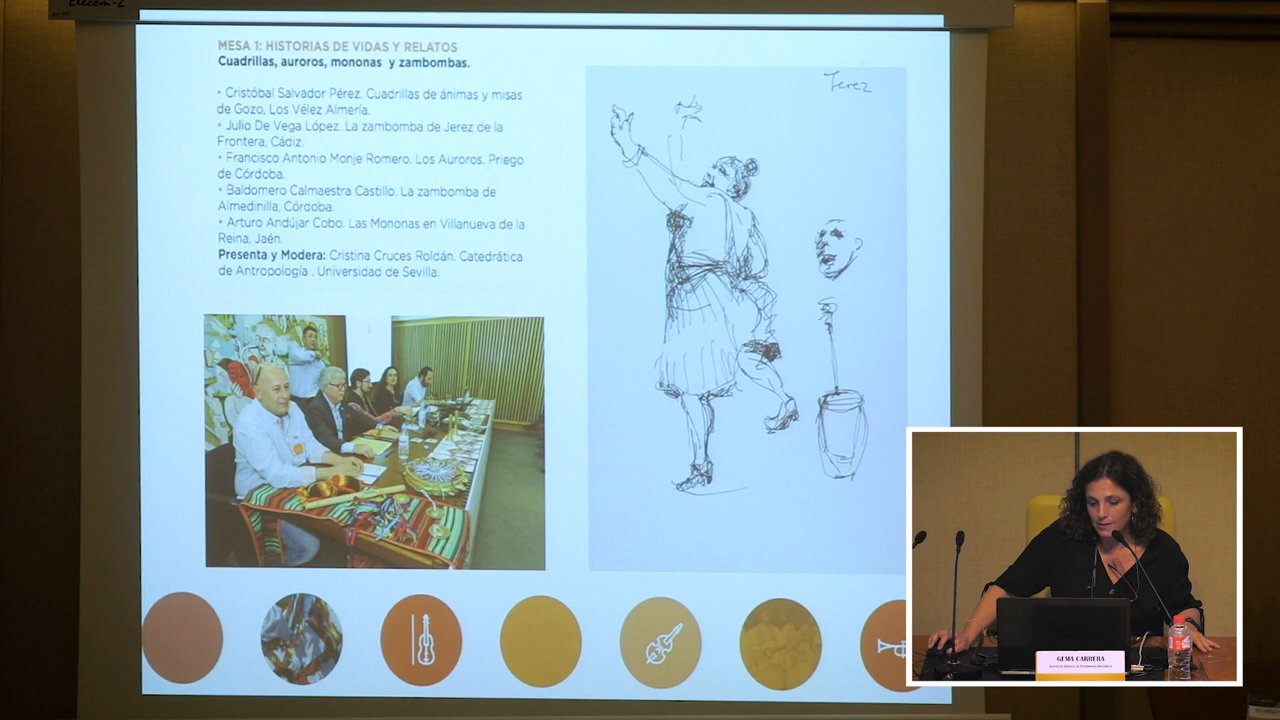 Elecom-2
MESA 1: HISTORIAS DE VIDAS Y RELATOS
Cuadrillas, auroros, mononas y zambombas.
• Cristóbal Salvador Pérez. Cuadrillas de ánimas y misas
de Gozo, Los Vélez Almería.
• Julio De Vega López. La zambomba de Jerez de la
Frontera, Cádiz.
• Francisco Antonio Monje Romero. Los Auroros. Priego
de Córdoba.
• Baldomero Calmaestra Castillo. La zambomba de
Almedinilla, Córdoba.
• Arturo Andújar Cobo. Las Mononas en Villanueva de la
Reina, Jaén.
Presenta y Modera: Cristina Cruces Roldán. Catedrática
de Antropología . Universidad de Sevilla.
Jerez
GEMA CARRERA